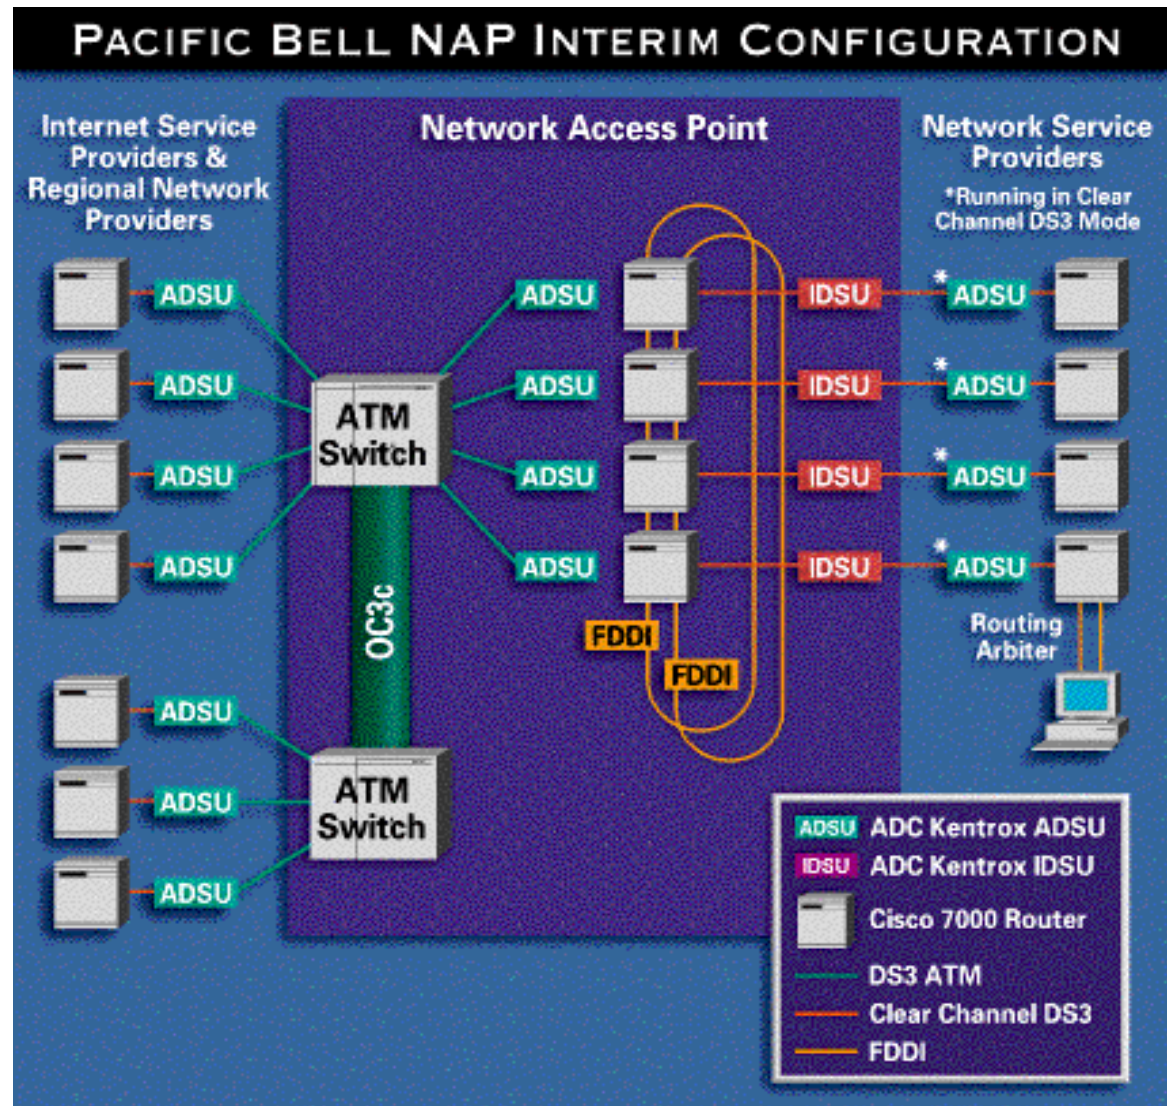 PACIFIC BELL NAP INTERIM CONFIGURATION
Internet Service
Providers &
Regional Network
Providers
Network Access Point
Network Service
Providers
*Running in Clear
Channel DS3 Mode
ADSU
ADSU
IDSU
*
ADSU
ADSU
ADSU
IDSU
*
ADSU
ATM
Switch
ADSU
ADSU
IDSU
*
ADSU
ADSU
ADSU
IDSU
*
ADSU
OC3c
FDDI
FDDI
Routing
Arbiter
ADSU
ADSU
ADSU
ATM
Switch
ADSU ADC Kentrox ADSU
IDSU ADC Kentrox IDSU
Cisco 7000 Router
DS3 ATM
Clear Channel DS3
FDDI